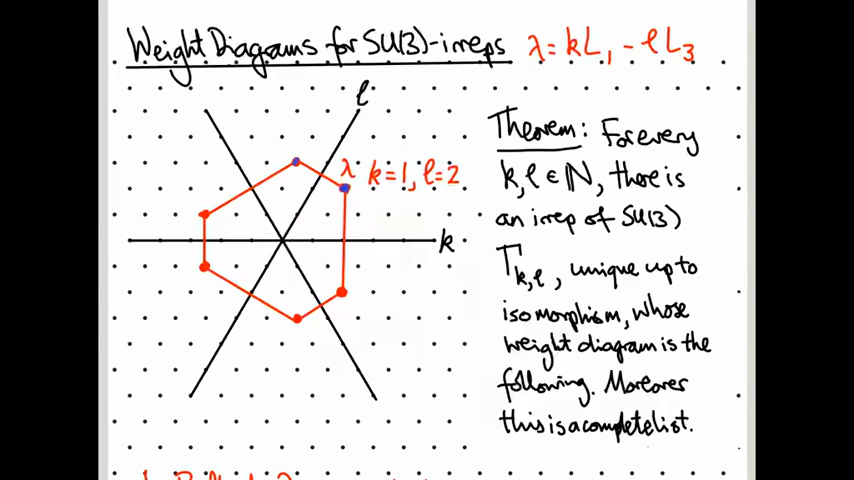 Weight Diagrams for SU(3)-irreps λ = kL₁ - ℓL₃
ℓ
λ k=1, ℓ=2
k
Theorem: For every
k,ℓ ∈ ℕ, there is
an irrep of SU(3)
Γₖ,ℓ, unique up to
isomorphism, whose
weight diagram is the
following. Moreover
this is a complete list.